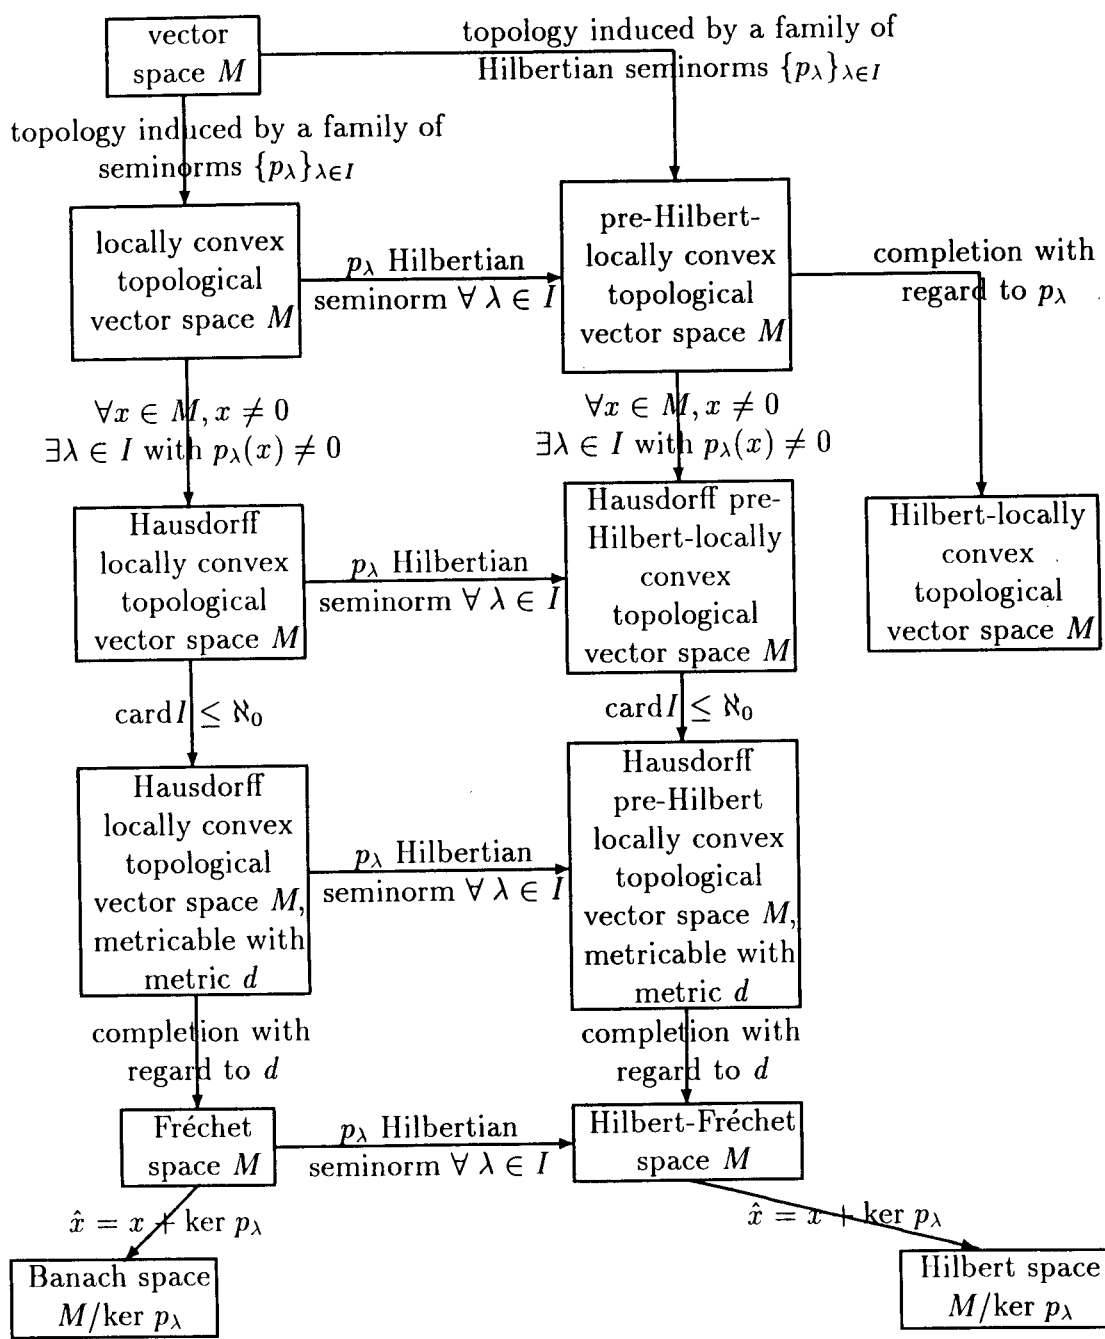 vector
space M
topology induced by a family of
Hilbertian seminorms {p_λ}_{λ∈I}
topology induced by a family of
seminorms {p_λ}_{λ∈I}
locally convex
topological
vector space M
p_λ Hilbertian
seminorm ∀ λ ∈ I
pre-Hilbert-
locally convex
topological
vector space M
completion with
regard to p_λ
∀x ∈ M, x ≠ 0
∃λ ∈ I with p_λ(x) ≠ 0
∀x ∈ M, x ≠ 0
∃λ ∈ I with p_λ(x) ≠ 0
Hausdorff
locally convex
topological
vector space M
p_λ Hilbertian
seminorm ∀ λ ∈ I
Hausdorff pre-
Hilbert-locally
convex
topological
vector space M
Hilbert-locally
convex
topological
vector space M
card I ≤ ℵ₀
card I ≤ ℵ₀
Hausdorff
locally convex
topological
vector space M,
metricable with
metric d
p_λ Hilbertian
seminorm ∀ λ ∈ I
Hausdorff
pre-Hilbert
locally convex
topological
vector space M,
metricable with
metric d
completion with
regard to d
completion with
regard to d
Fréchet
space M
p_λ Hilbertian
seminorm ∀ λ ∈ I
Hilbert-Fréchet
space M
x̂ = x + ker p_λ
x̂ = x + ker p_λ
Banach space
M/ker p_λ
Hilbert space
M/ker p_λ